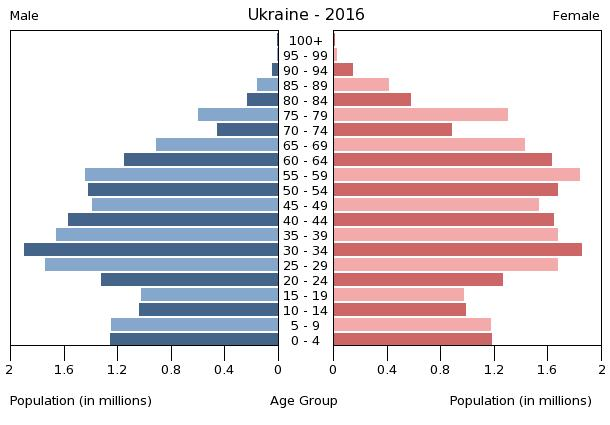 Male Ukraine - 2016 Female
100+
95 - 99
90 - 94
85 - 89
80 - 84
75 - 79
70 - 74
65 - 69
60 - 64
55 - 59
50 - 54
45 - 49
40 - 44
35 - 39
30 - 34
25 - 29
20 - 24
15 - 19
10 - 14
5 - 9
0 - 4
2 1.6 1.2 0.8 0.4 0 0 0.4 0.8 1.2 1.6 2
Population (in millions) Age Group Population (in millions)